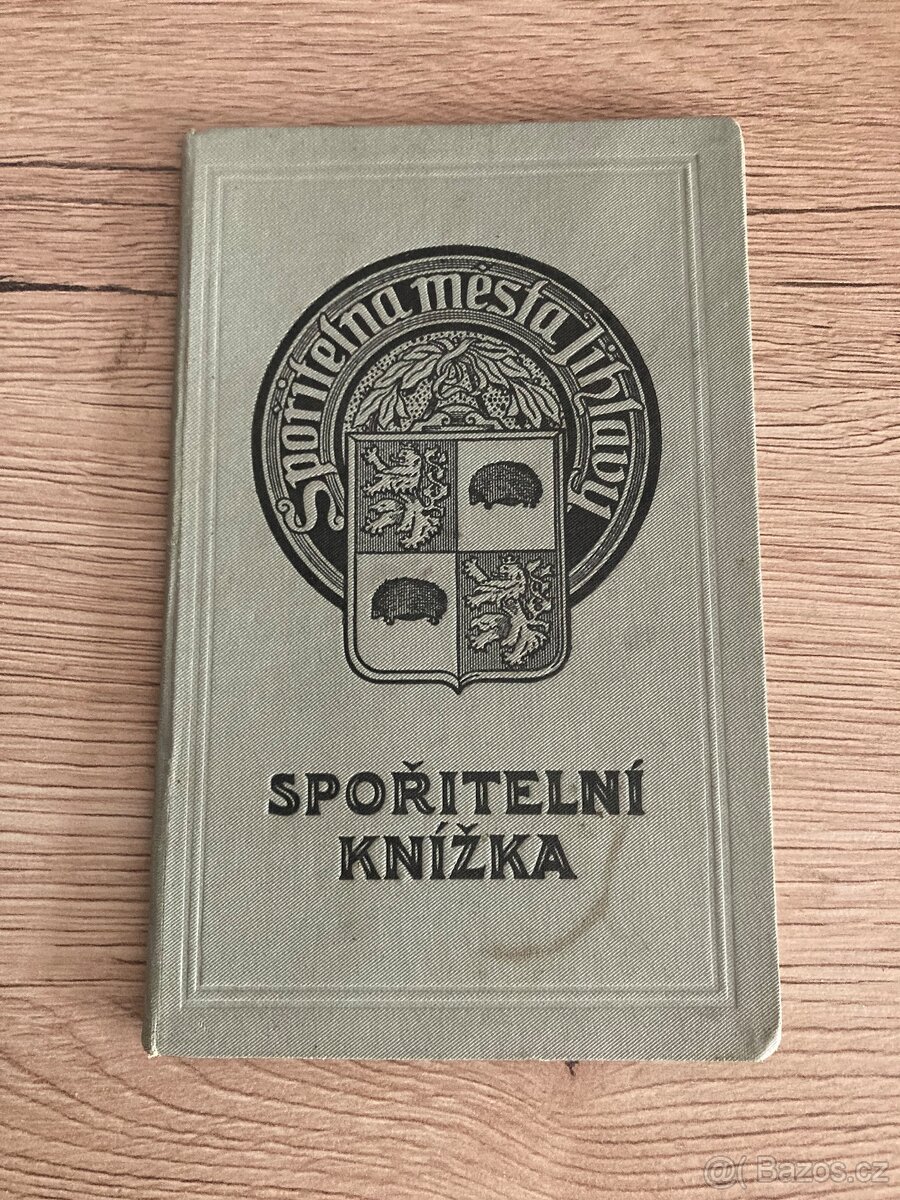 Spořitelna města Jihlavy
SPOŘITELNÍ
KNÍŽKA
@( Bazos.cz